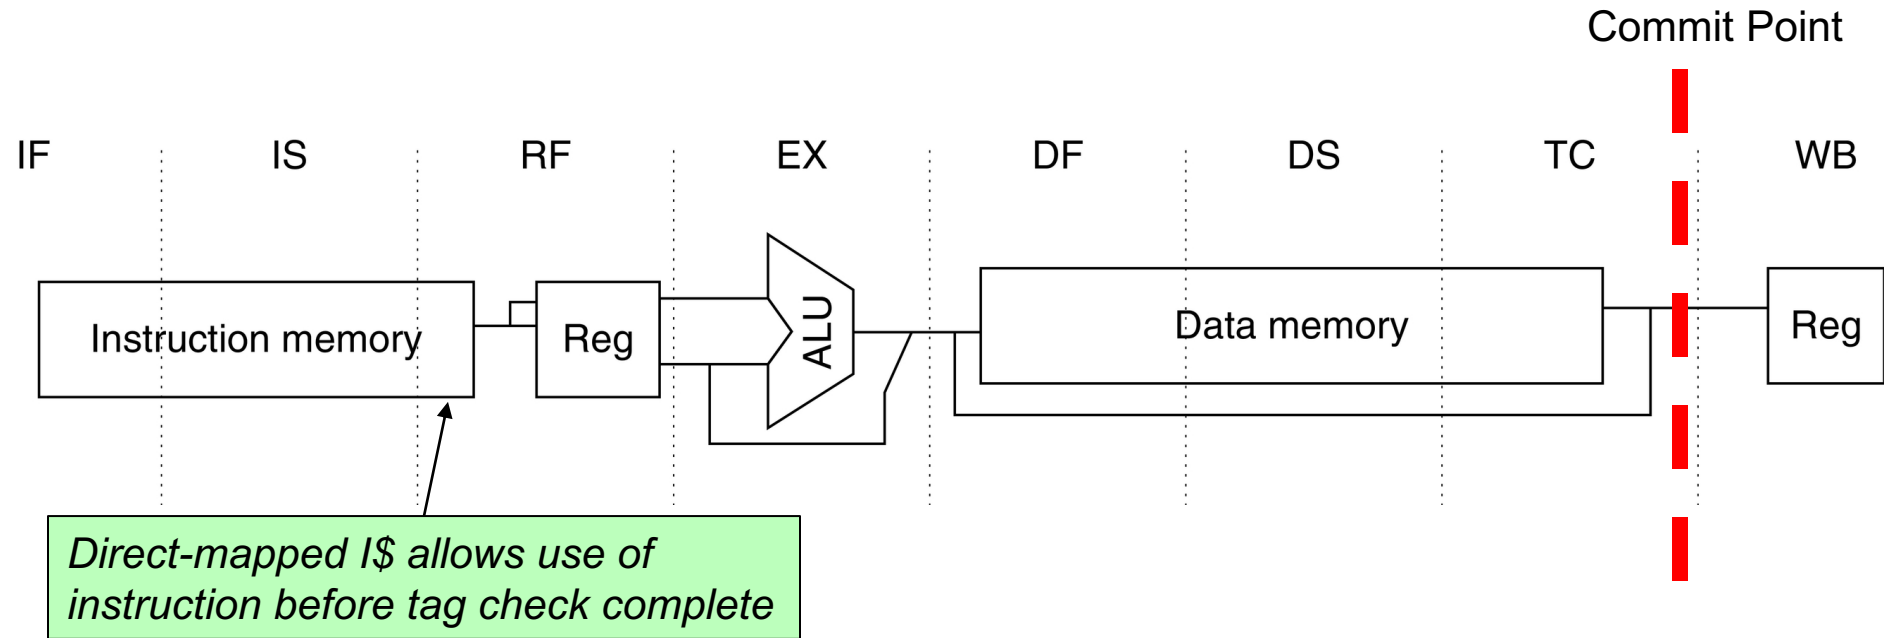 Commit Point
IF IS RF EX DF DS TC WB
Instruction memory Reg ALU Data memory Reg
Direct-mapped I$ allows use of
instruction before tag check complete